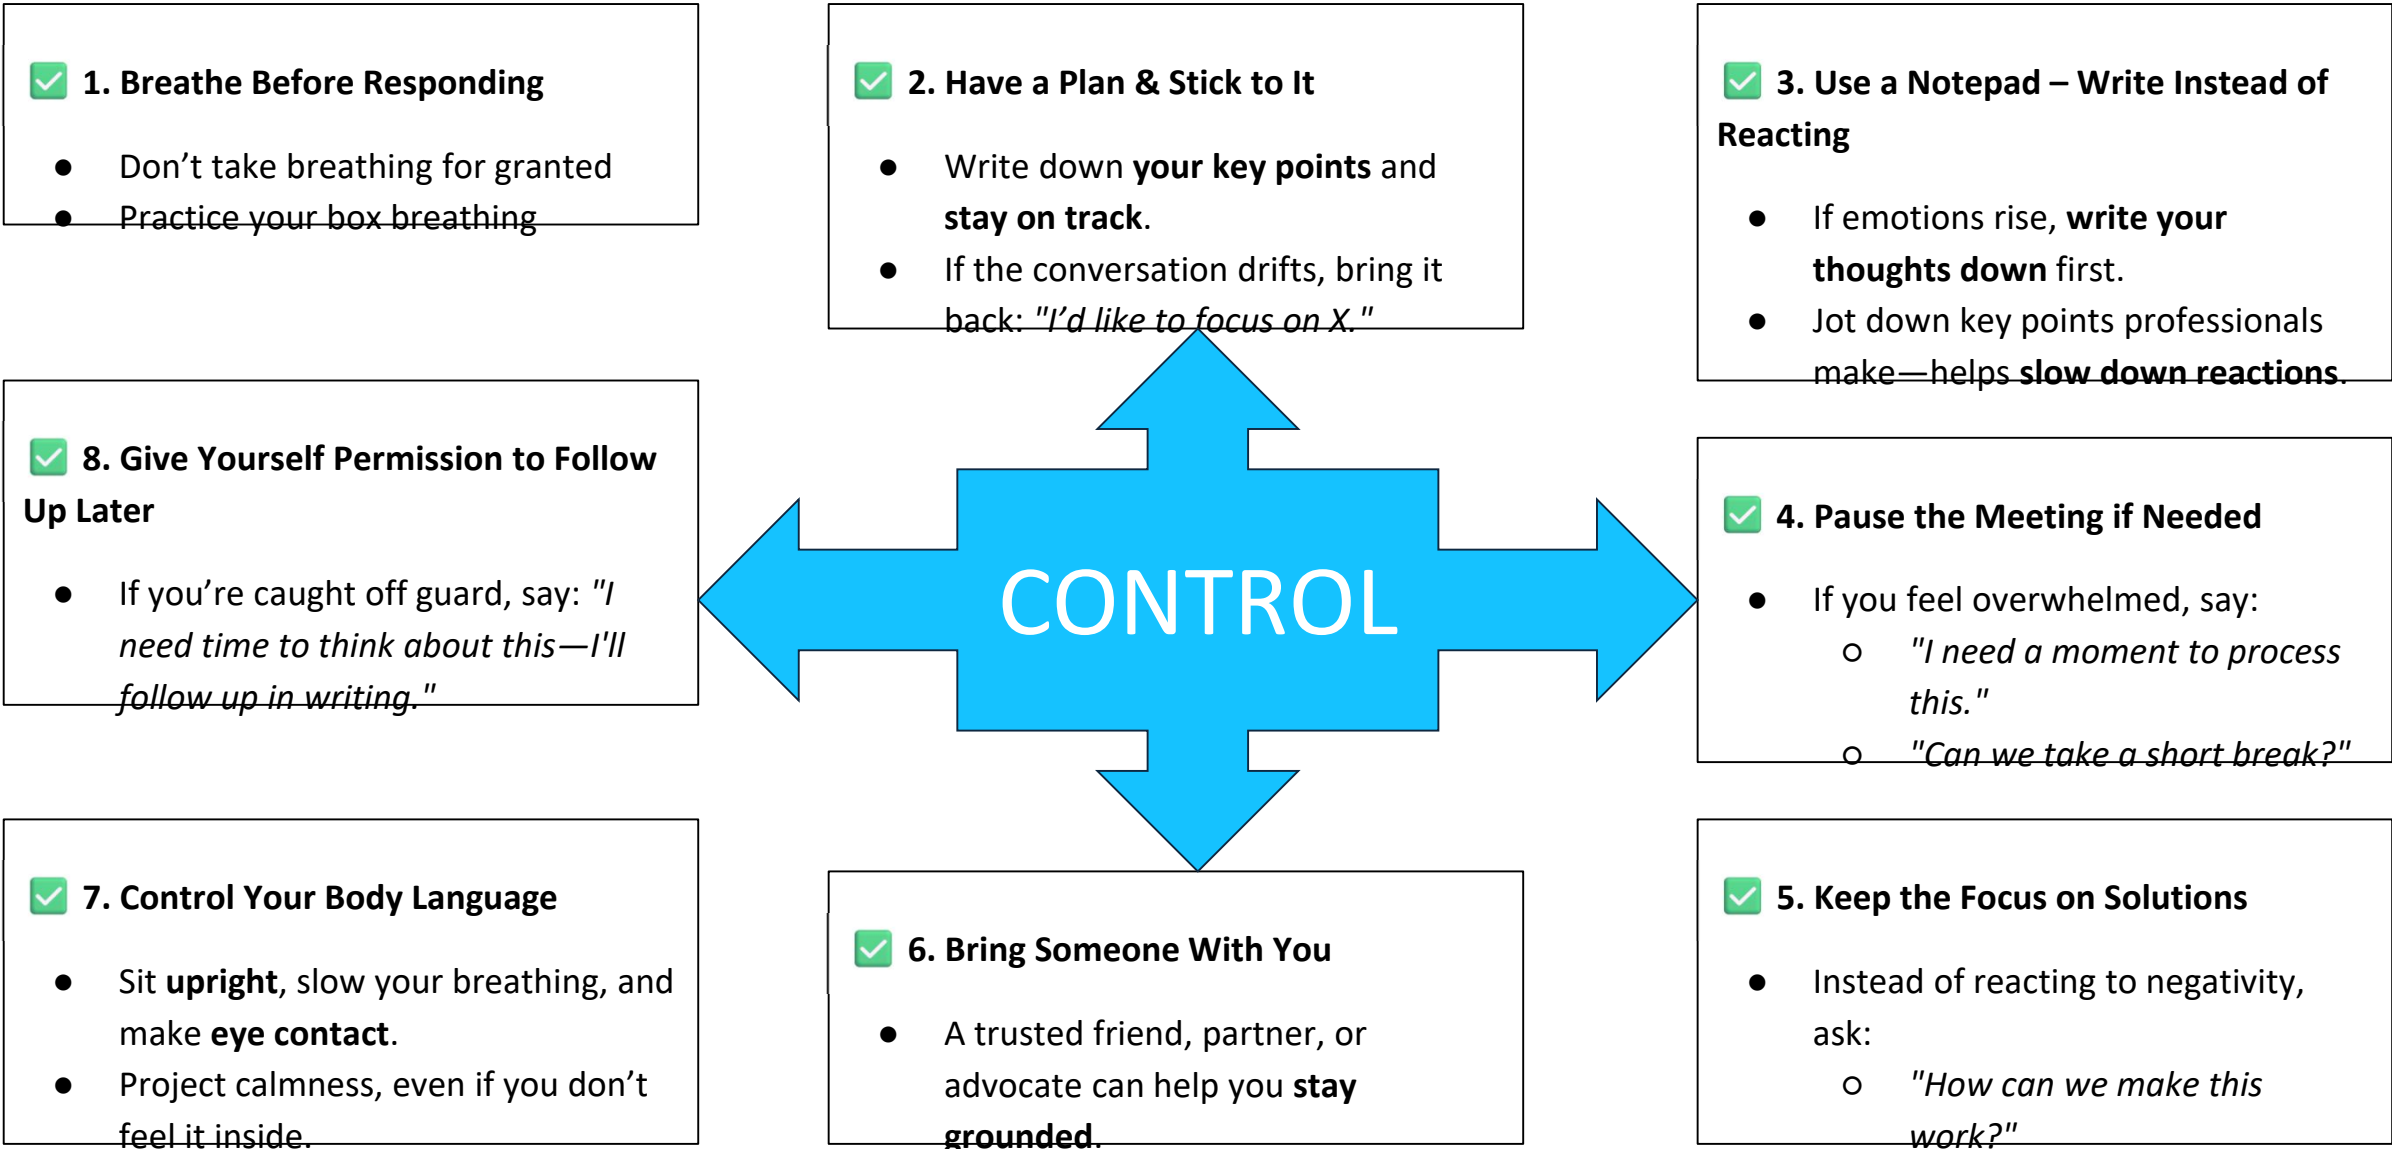 ✅ 1. Breathe Before Responding
● Don’t take breathing for granted
● Practice your box breathing
✅ 2. Have a Plan & Stick to It
● Write down your key points and
stay on track.
● If the conversation drifts, bring it
back: "I’d like to focus on X."
✅ 3. Use a Notepad – Write Instead of
Reacting
● If emotions rise, write your
thoughts down first.
● Jot down key points professionals
make—helps slow down reactions.
✅ 8. Give Yourself Permission to Follow
Up Later
● If you’re caught off guard, say: "I
need time to think about this—I'll
follow up in writing."
CONTROL
✅ 4. Pause the Meeting if Needed
● If you feel overwhelmed, say:
○ "I need a moment to process
this."
○ "Can we take a short break?"
✅ 7. Control Your Body Language
● Sit upright, slow your breathing, and
make eye contact.
● Project calmness, even if you don’t
feel it inside.
✅ 6. Bring Someone With You
● A trusted friend, partner, or
advocate can help you stay
grounded.
✅ 5. Keep the Focus on Solutions
● Instead of reacting to negativity,
ask:
○ "How can we make this
work?"